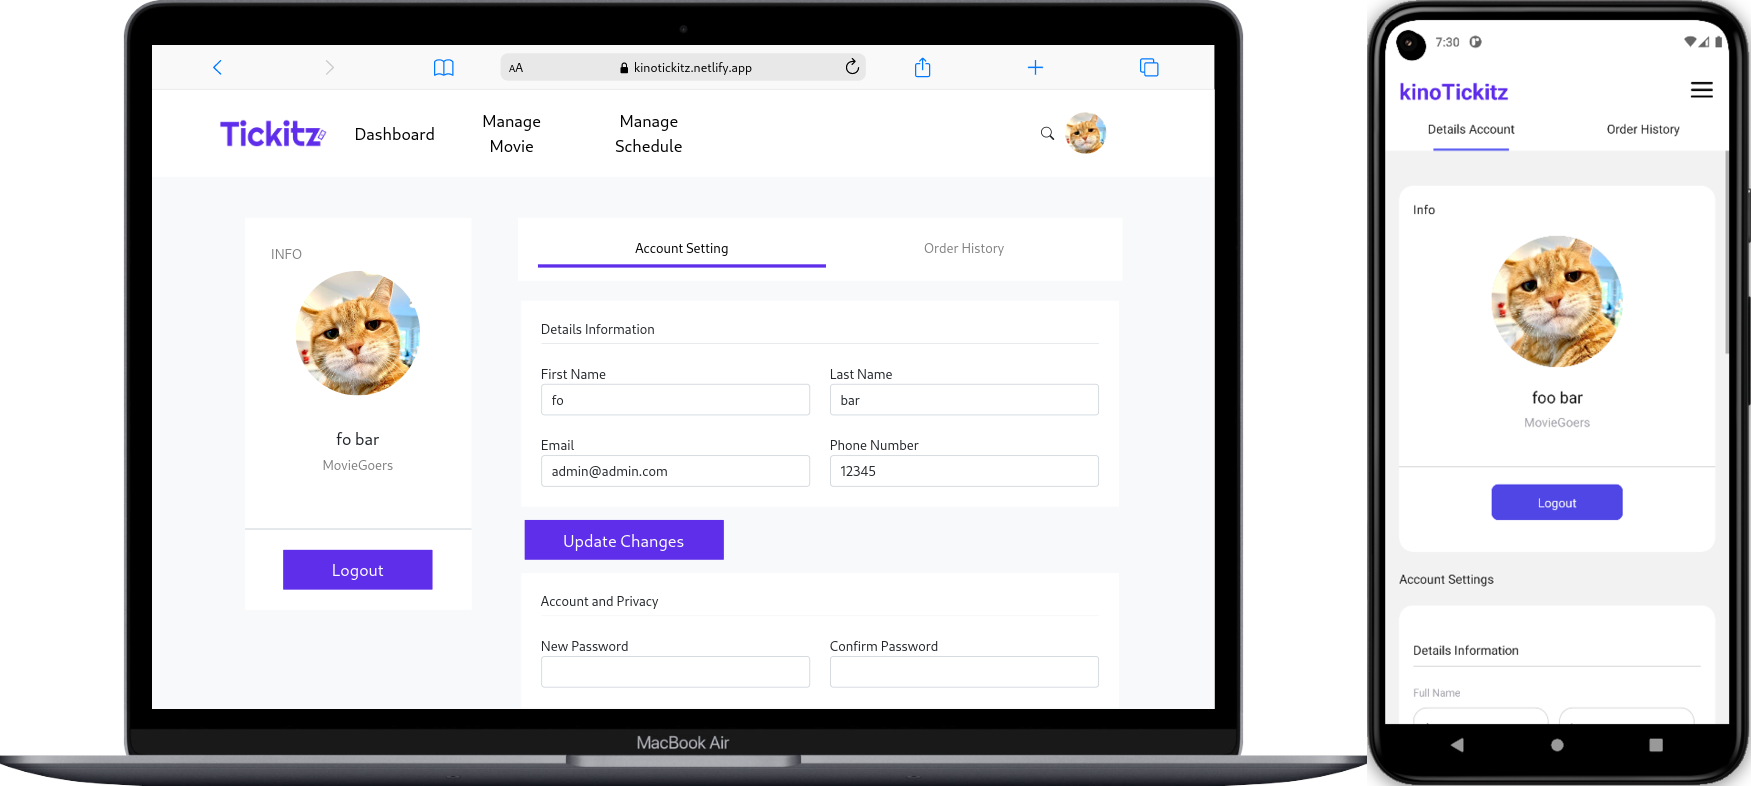 AA
kinotickitz.netlify.app
Tickitz
Dashboard
Manage
Movie
Manage
Schedule
INFO
fo bar
MovieGoers
Logout
Account Setting
Order History
Details Information
First Name
Last Name
fo
bar
Email
Phone Number
admin@admin.com
12345
Update Changes
Account and Privacy
New Password
Confirm Password
MacBook Air
7:30
kinoTickitz
Details Account
Order History
Info
foo bar
MovieGoers
Logout
Account Settings
Details Information
Full Name